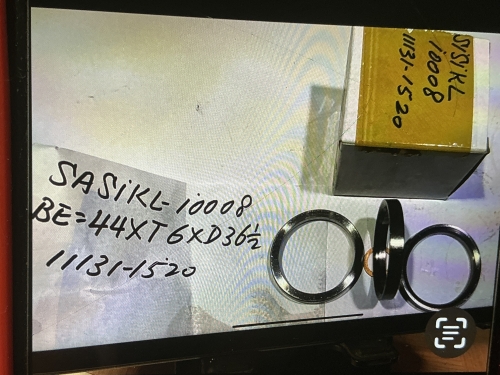 SASiKL-10008
BE=44XT6XD36½
11131-1520
SASiKL
10008
11131-1520